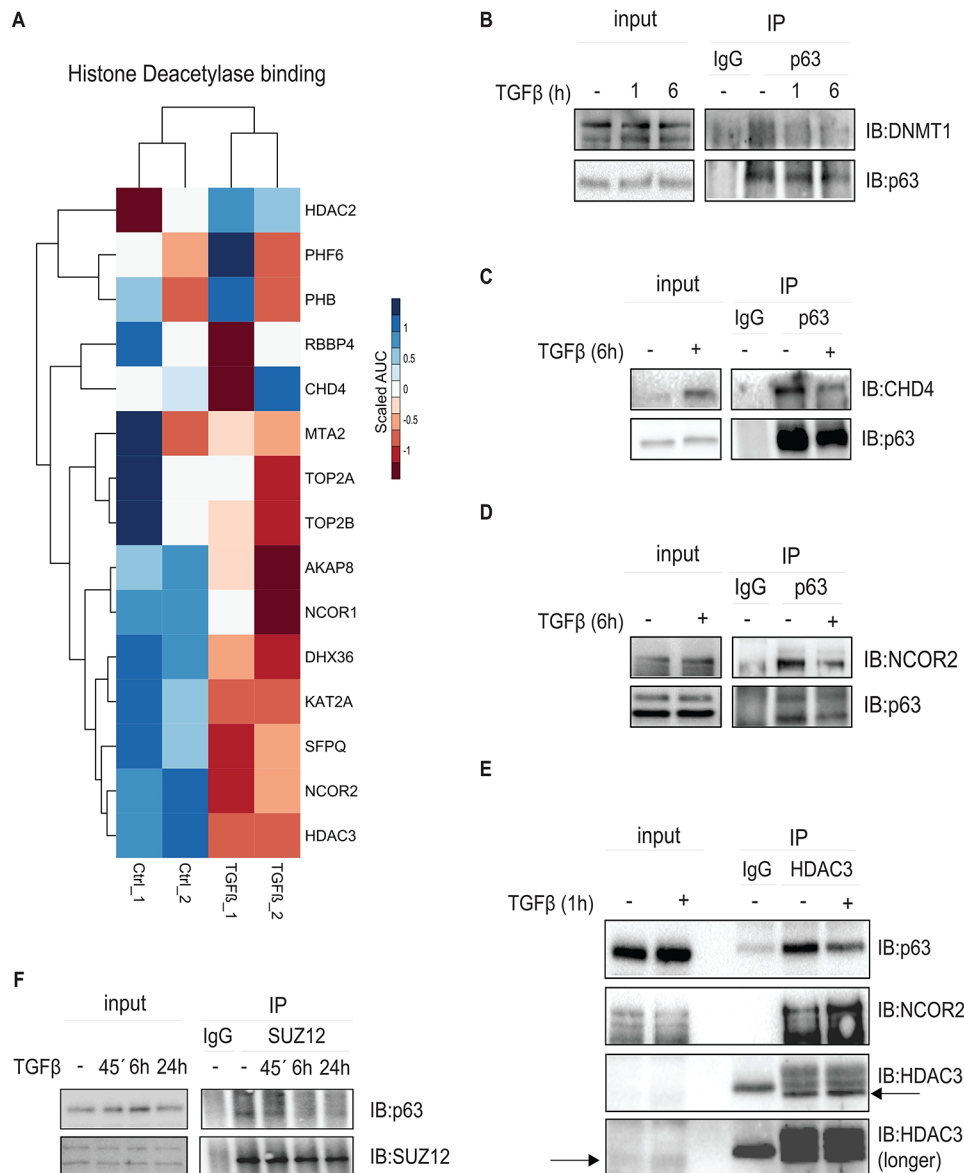 A
Histone Deacetylase binding
HDAC2
PHF6
PHB
RBBP4
CHD4
MTA2
TOP2A
TOP2B
AKAP8
NCOR1
DHX36
KAT2A
SFPQ
NCOR2
HDAC3
Ctrl_1
Ctrl_2
TGFß_1
TGFß_2
Scaled AUC
1
0.5
0
-0.5
-1
B
input
IP
IgG
p63
TGFβ (h)
- 1 6 - - 1 6
IB:DNMT1
IB:p63
C
input
IP
IgG
p63
TGFβ (6h)
- + - - +
IB:CHD4
IB:p63
D
input
IP
IgG
p63
TGFβ (6h)
- + - - +
IB:NCOR2
IB:p63
E
input
IP
IgG
HDAC3
TGFβ (1h)
- + - - +
IB:p63
IB:NCOR2
IB:HDAC3
IB:HDAC3
(longer)
F
input
IP
IgG
SUZ12
TGFβ
- 45´ 6h 24h - - 45´ 6h 24h
IB:p63
IB:SUZ12